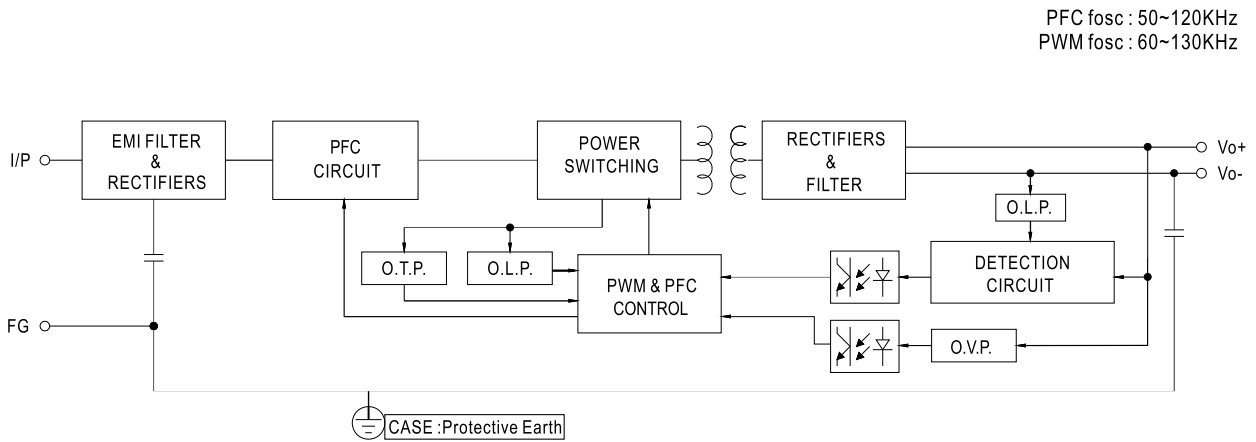 PFC fosc : 50~120KHz
PWM fosc : 60~130KHz
I/P
EMI FILTER
&
RECTIFIERS
PFC
CIRCUIT
POWER
SWITCHING
RECTIFIERS
&
FILTER
Vo+
Vo-
O.L.P.
O.T.P.
O.L.P.
PWM & PFC
CONTROL
DETECTION
CIRCUIT
FG
O.V.P.
CASE :Protective Earth